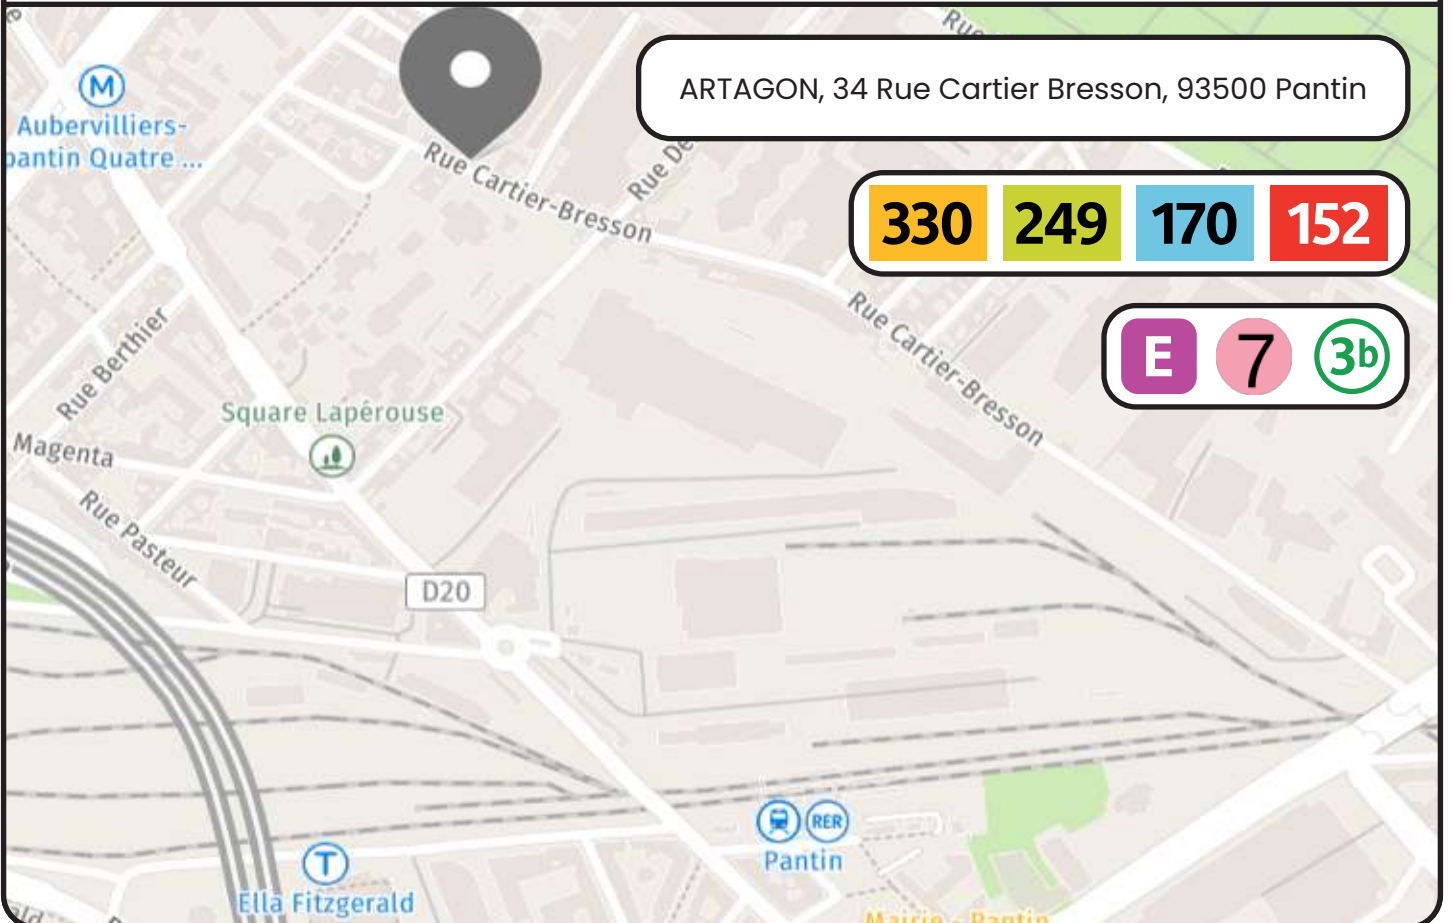 Rue
M
Aubervilliers-
pantin Quatre ...
ARTAGON, 34 Rue Cartier Bresson, 93500 Pantin
Rue Cartier-Bresson
Rue De
330 249 170 152
Rue Cartier-Bresson
E 7 3b
Rue Berthier
Square Lapérouse
Magenta
Rue Pasteur
D20
RER
Pantin
T
Ella Fitzgerald
Mairie - Pantin